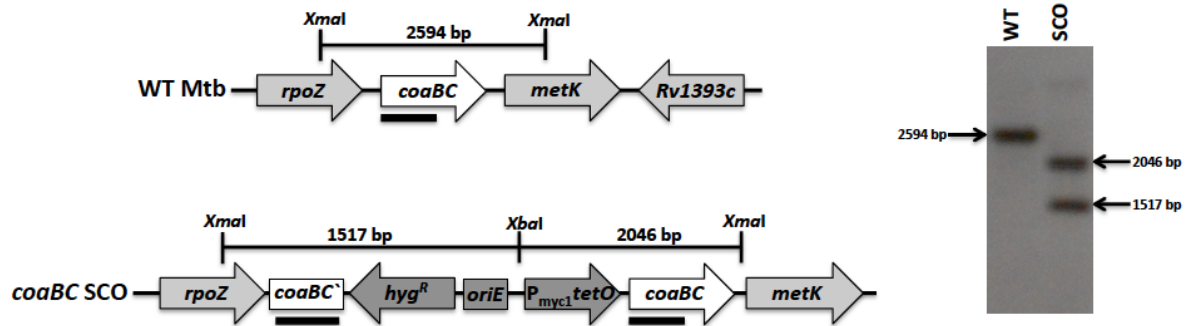 XmaI XmaI
2594 bp
WT Mtb rpoZ coaBC metK Rv1393c
XmaI XbaI XmaI
1517 bp 2046 bp
coaBC SCO rpoZ coaBC` hygR oriE Pmyc1tetO coaBC metK
WT SCO
2594 bp
2046 bp
1517 bp